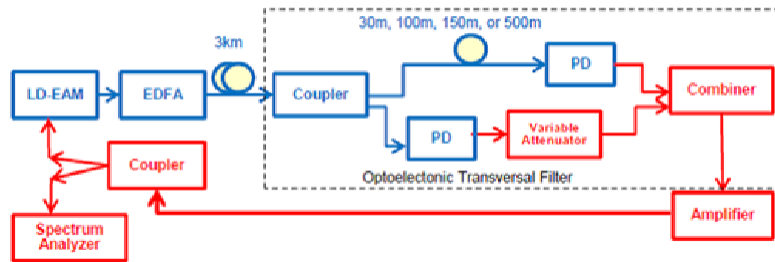 30m, 100m, 150m, or 500m
3km
LD-EAM
EDFA
Coupler
PD
Combiner
PD
Variable
Attenuator
Coupler
Optoelectonic Transversal Filter
Spectrum
Analyzer
Amplifier